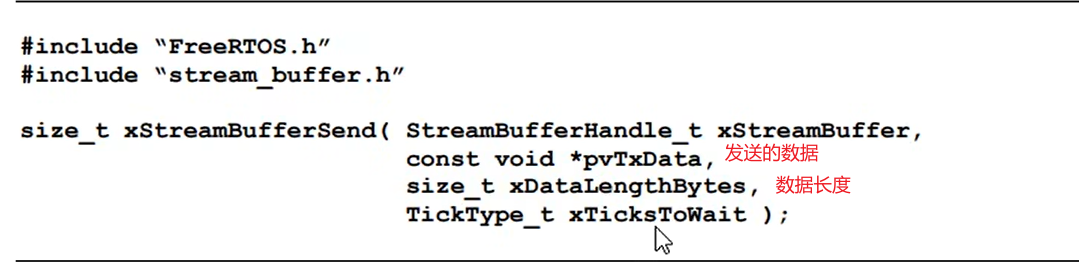 #include “FreeRTOS.h”
#include “stream_buffer.h”
size_t xStreamBufferSend( StreamBufferHandle_t xStreamBuffer,
const void *pvTxData, 发送的数据
size_t xDataLengthBytes, 数据长度
TickType_t xTicksToWait );